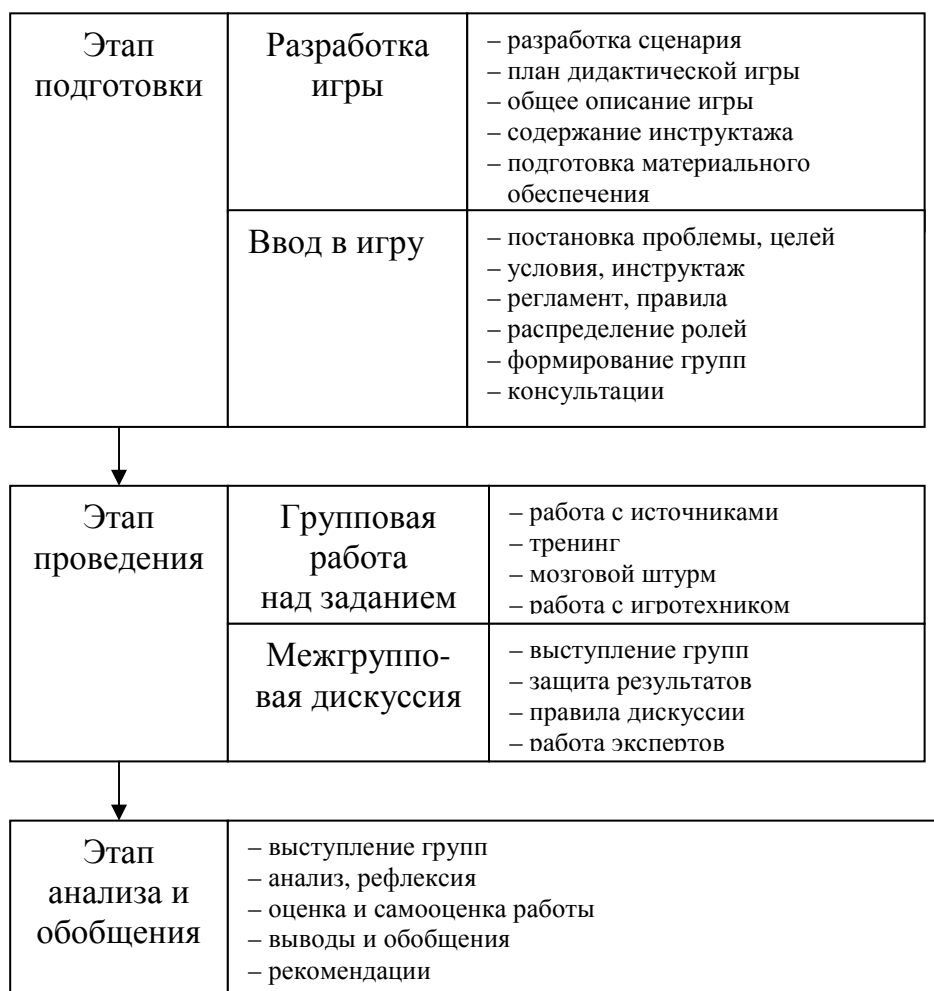 Этап
подготовки
Разработка
игры
– разработка сценария
– план дидактической игры
– общее описание игры
– содержание инструктажа
– подготовка материального
обеспечения
Ввод в игру
– постановка проблемы, целей
– условия, инструктаж
– регламент, правила
– распределение ролей
– формирование групп
– консультации
Этап
проведения
Групповая
работа
над заданием
– работа с источниками
– тренинг
– мозговой штурм
– работа с игротехником
Межгруппо-
вая дискуссия
– выступление групп
– защита результатов
– правила дискуссии
– работа экспертов
Этап
анализа и
обобщения
– выступление групп
– анализ, рефлексия
– оценка и самооценка работы
– выводы и обобщения
– рекомендации